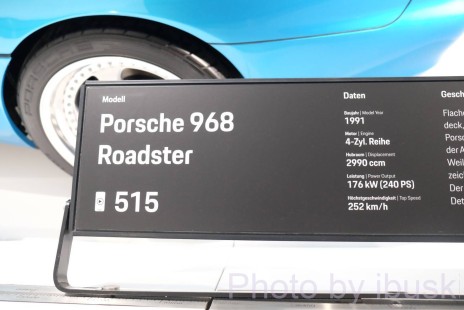 Modell
Porsche 968
Roadster
515
Daten
Baujahr | Model Year
1991
Motor | Engine
4-Zyl. Reihe
Hubraum | Displacement
2990 ccm
Leistung | Power Output
176 kW (240 PS)
Höchstgeschwindigkeit | Top Speed
252 km/h
Gesch
Flache
deck,
Porsc
der A
Weil
zeic
Der
Det
Photo by ibusk